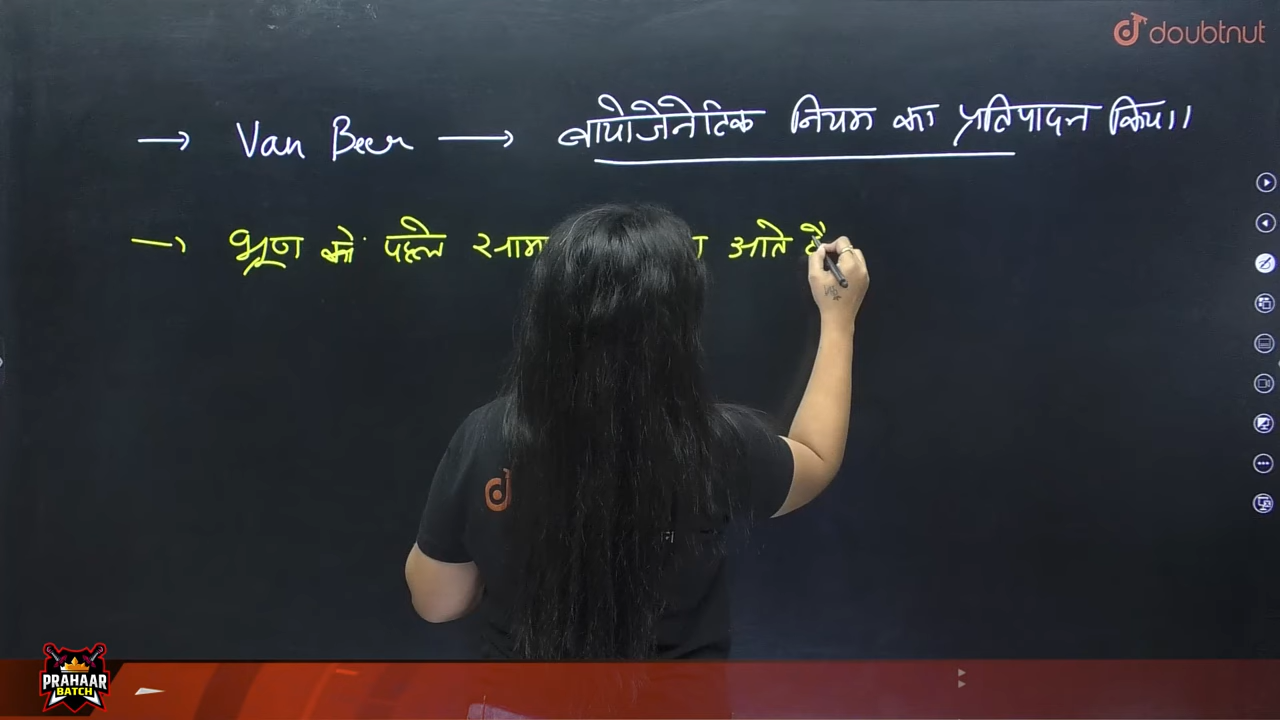 doubtnut
→ Van Beer → बायोजेनेटिक नियम का प्रतिपादन किया।
→ भ्रूण को पहले आते है
PRAHAAR
BATCH